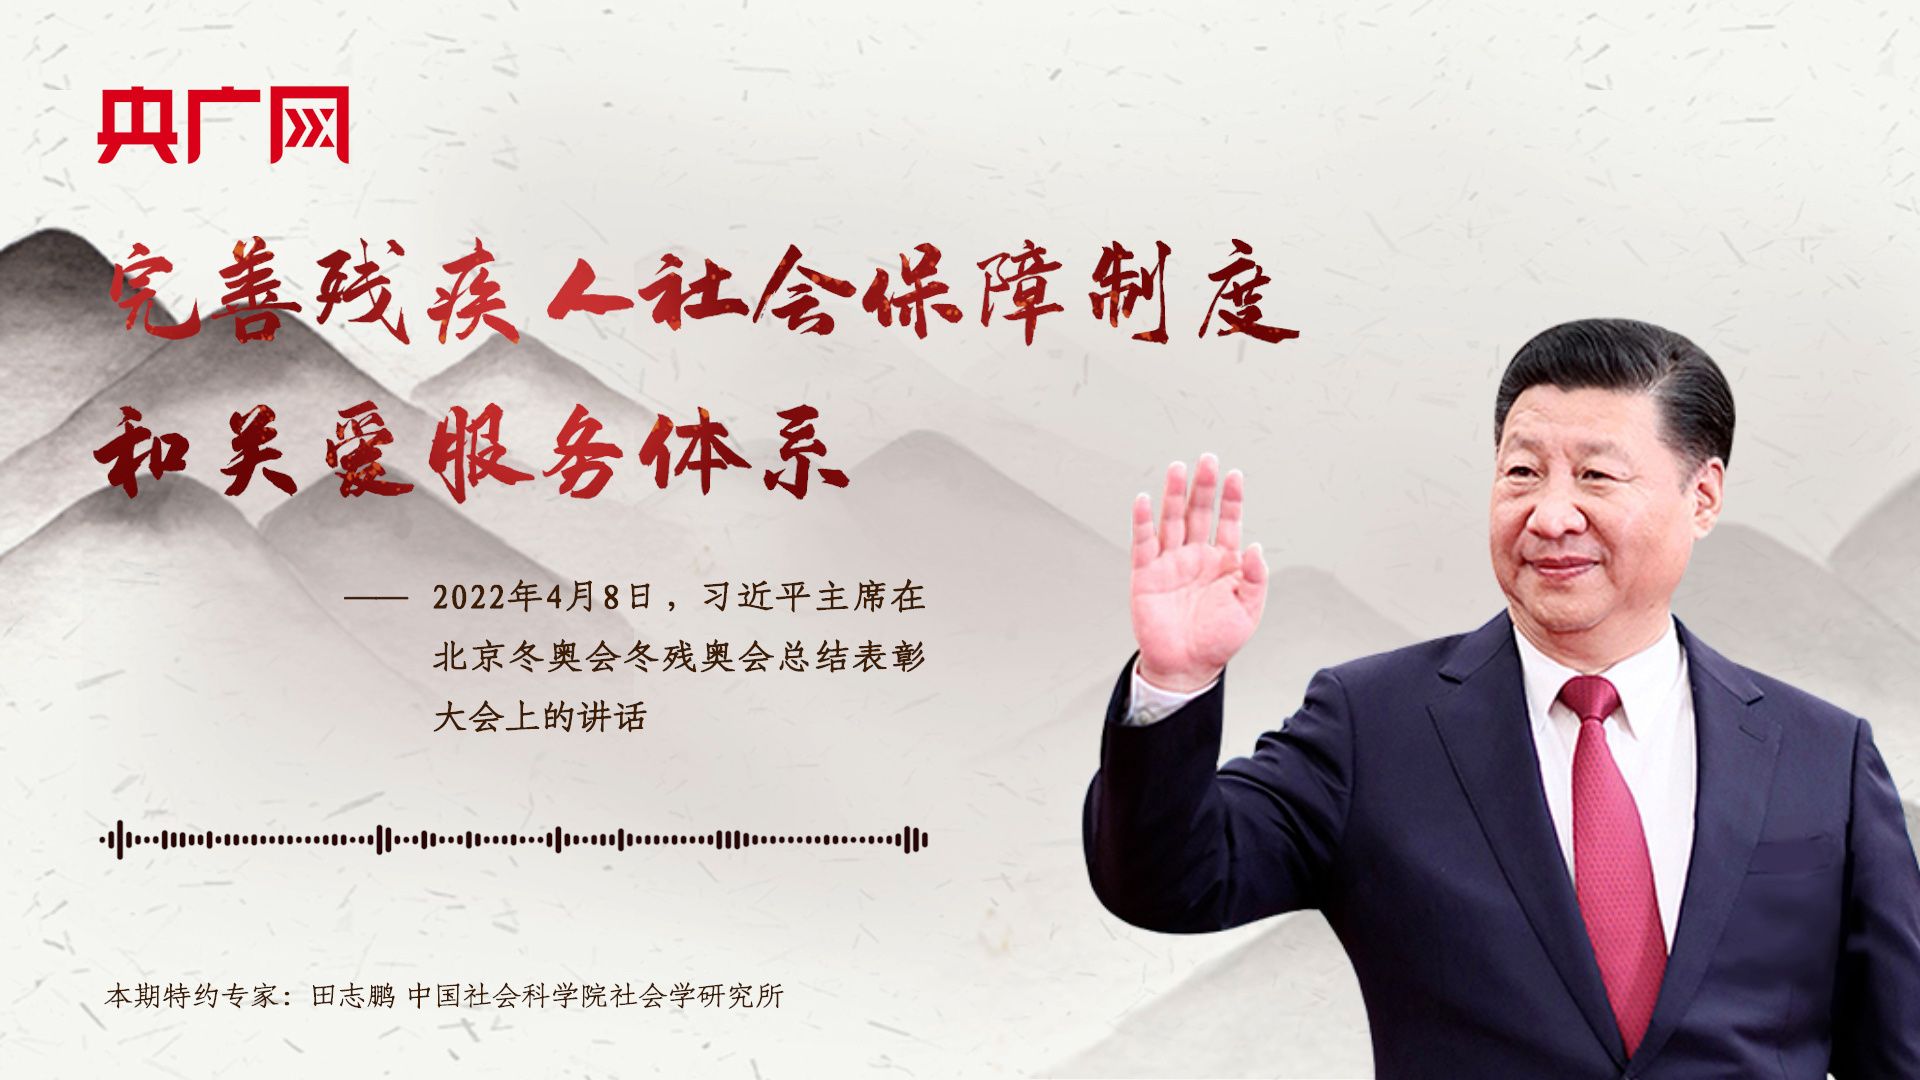 央广网
完善残疾人社会保障制度
和关爱服务体系
—— 2022年4月8日，习近平主席在
北京冬奥会冬残奥会总结表彰
大会上的讲话
本期特约专家：田志鹏 中国社会科学院社会学研究所